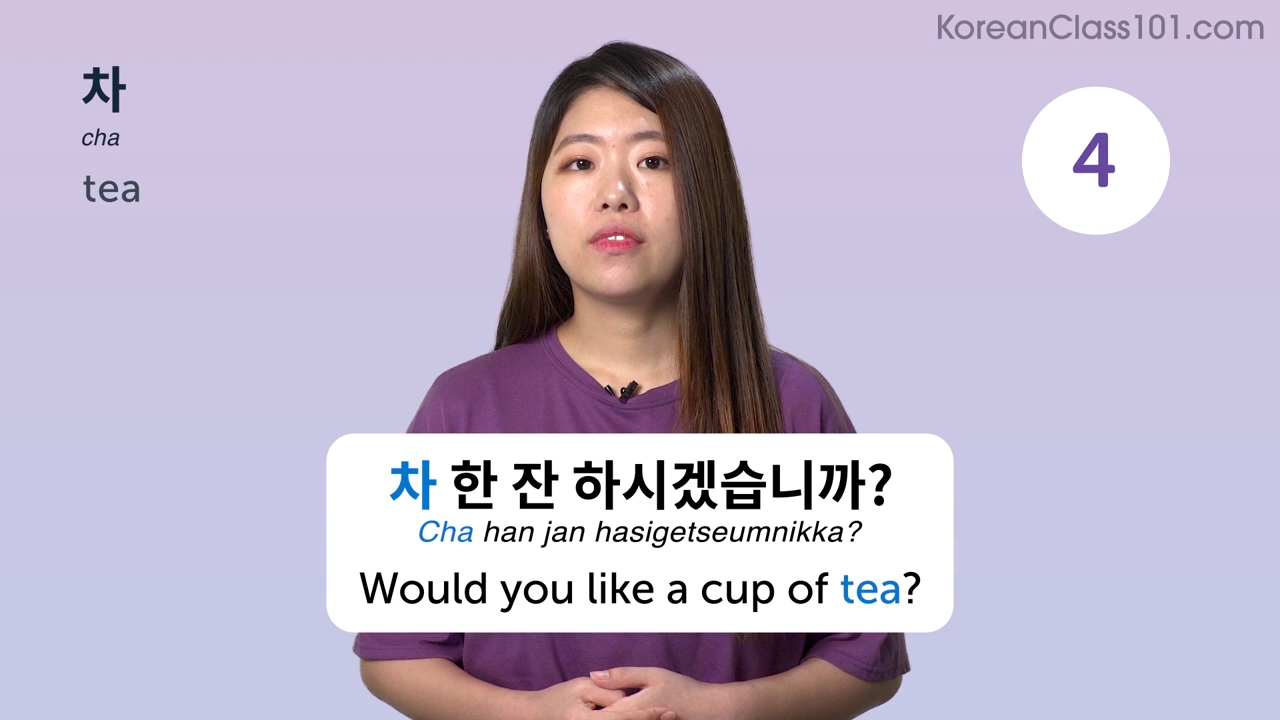 KoreanClass101.com
차
cha
tea
4
차 한 잔 하시겠습니까?
Cha han jan hasigetseumnikka?
Would you like a cup of tea?